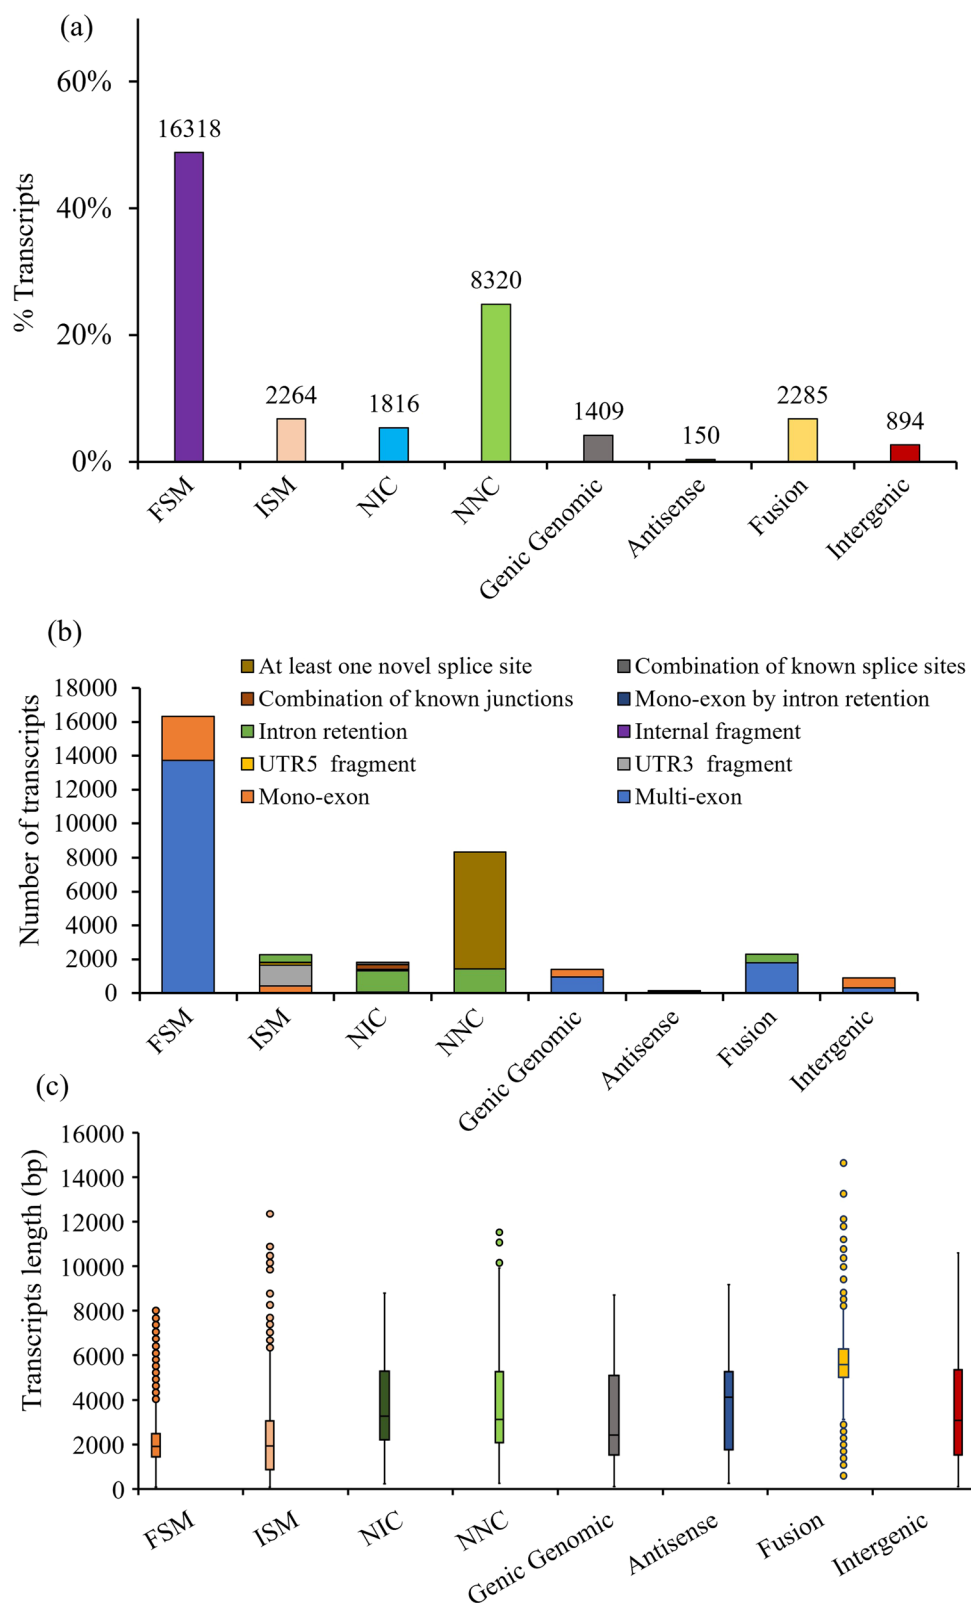 (a)
60%
40%
20%
0%
% Transcripts
16318
2264
1816
8320
1409
150
2285
894
FSM
ISM
NIC
NNC
Genic Genomic
Antisense
Fusion
Intergenic
(b)
At least one novel splice site
Combination of known splice sites
Combination of known junctions
Mono-exon by intron retention
Intron retention
Internal fragment
UTR5 fragment
UTR3 fragment
Mono-exon
Multi-exon
18000
16000
14000
12000
10000
8000
6000
4000
2000
0
Number of transcripts
FSM
ISM
NIC
NNC
Genic Genomic
Antisense
Fusion
Intergenic
(c)
16000
14000
12000
10000
8000
6000
4000
2000
0
Transcripts length (bp)
FSM
ISM
NIC
NNC
Genic Genomic
Antisense
Fusion
Intergenic